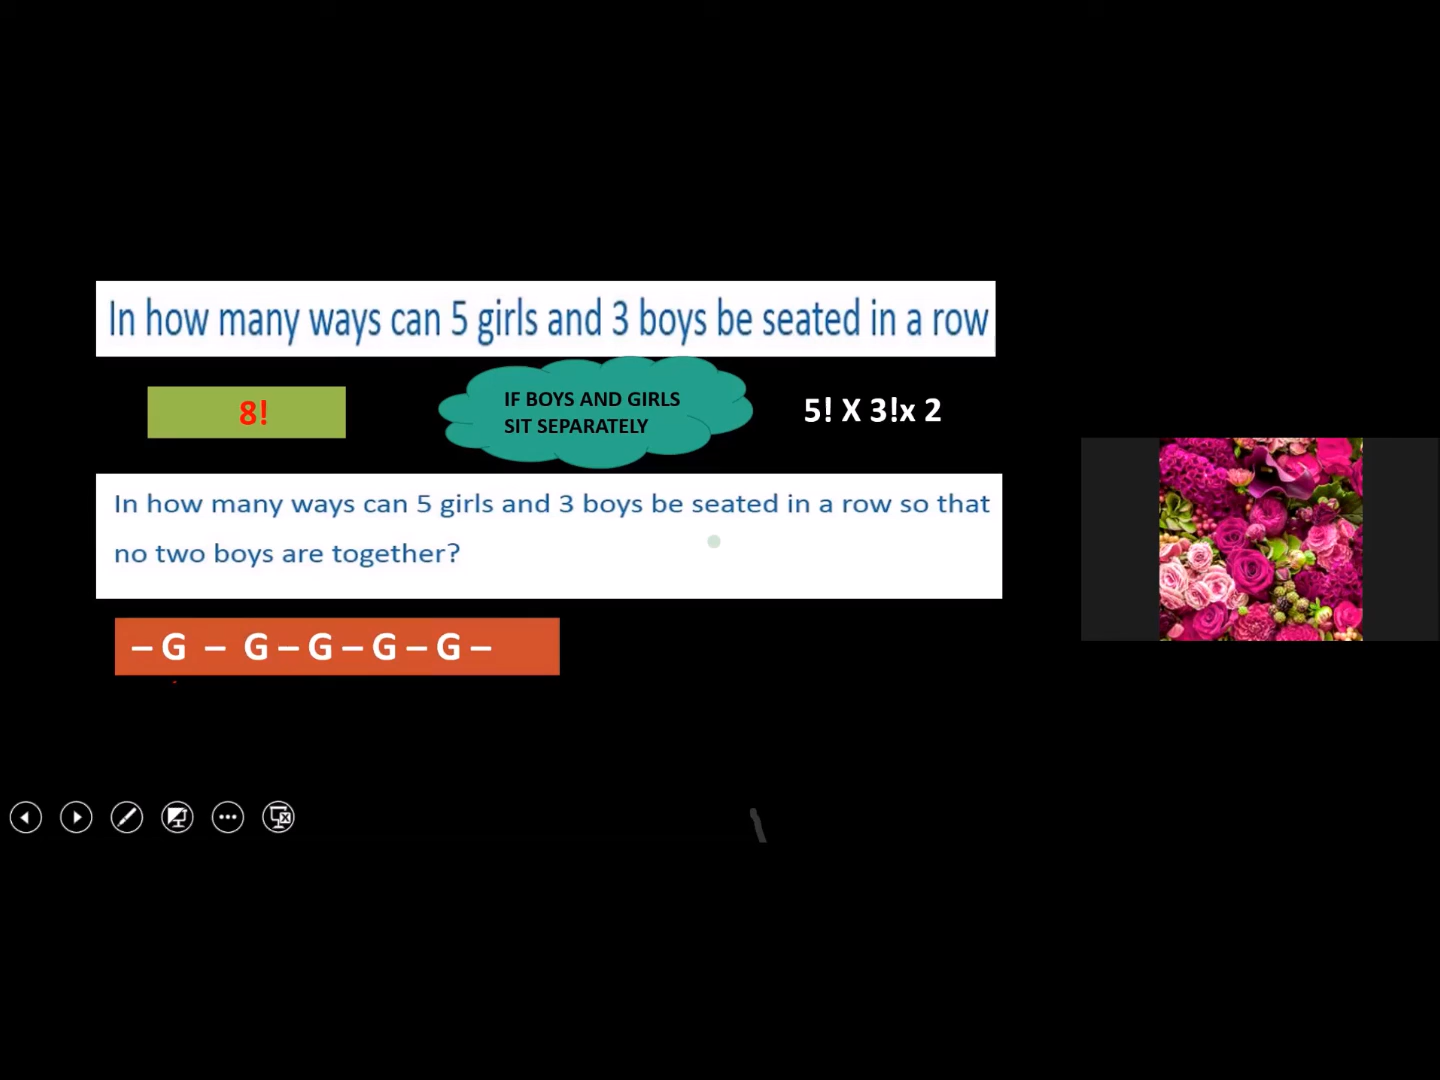 In how many ways can 5 girls and 3 boys be seated in a row
8!
IF BOYS AND GIRLS
SIT SEPARATELY
5! X 3!x 2
In how many ways can 5 girls and 3 boys be seated in a row so that
no two boys are together?
– G – G – G – G – G –